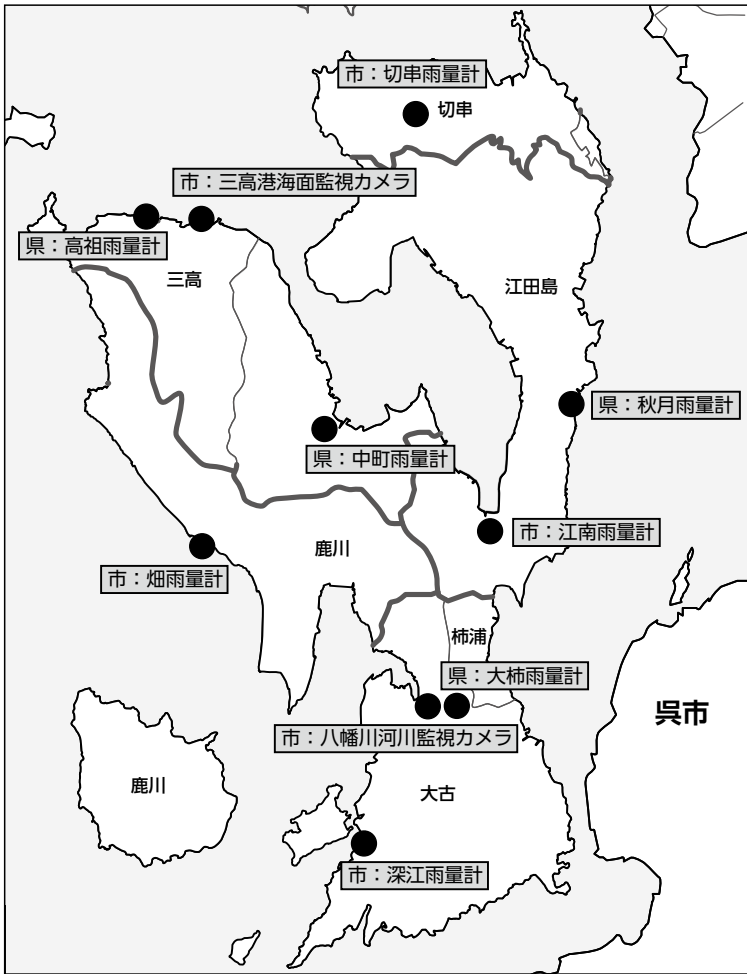 市：切串雨量計
切串
市：三高港海面監視カメラ
県：高祖雨量計
三高
江田島
県：秋月雨量計
県：中町雨量計
市：江南雨量計
鹿川
市：畑雨量計
柿浦
県：大柿雨量計
呉市
市：八幡川河川監視カメラ
鹿川
大古
市：深江雨量計